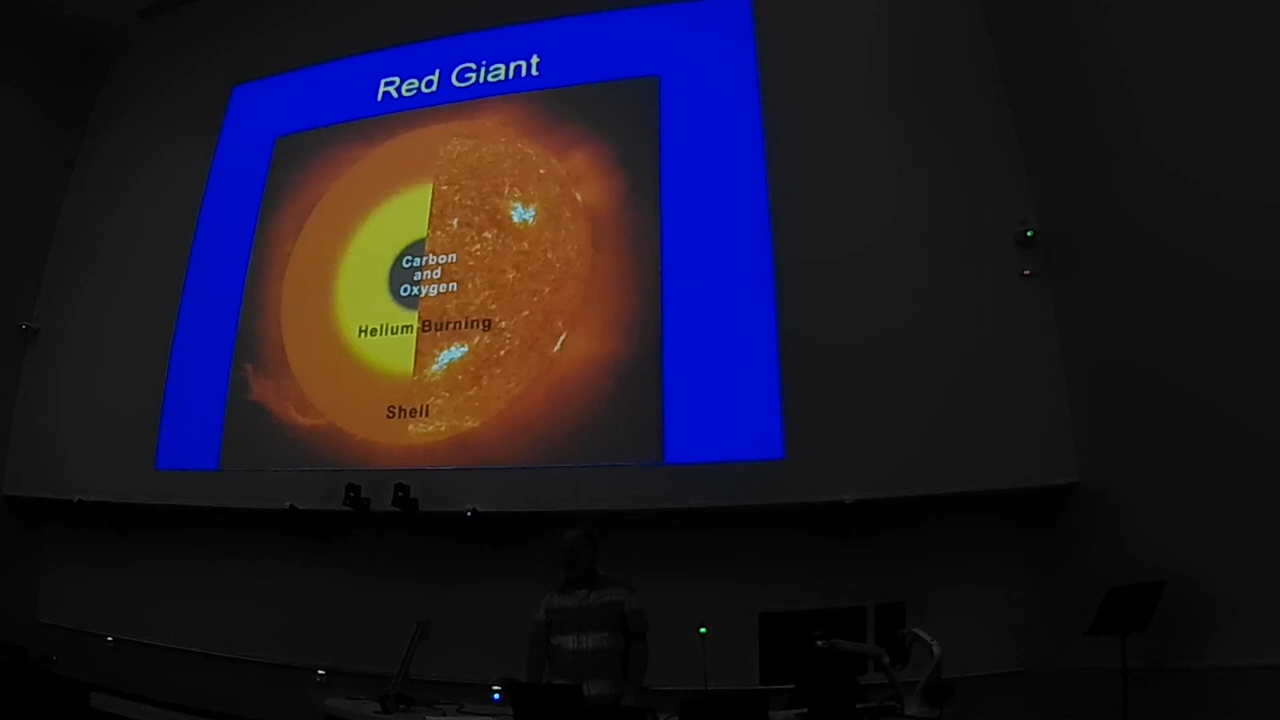 Red Giant
Carbon
and
Oxygen
Helium Burning
Shell